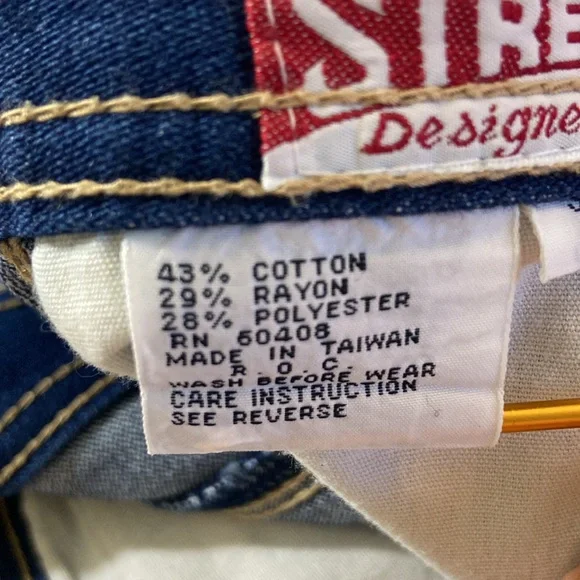 STRE
Designe
43% COTTON
29% RAYON
28% POLYESTER
RN 60408
MADE IN TAIWAN
R. O. C.
WASH BEFORE WEAR
CARE INSTRUCTION
SEE REVERSE